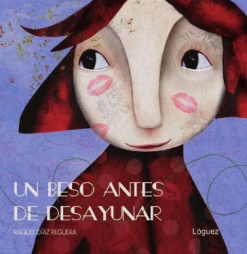 UN BESO ANTES
DE DESAYUNAR
RAQUEL DÍAZ REGUERA
Lóguez